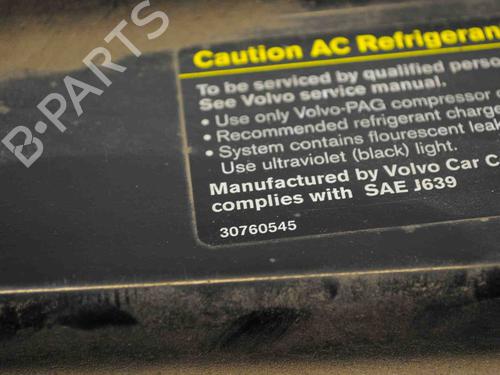 B-PARTS
Caution AC Refrigeran
To be serviced by qualified perso
See Volvo service manual.
• Use only Volvo-PAG compressor
• Recommended refrigerant charge
• System contains flourescent leak
Use ultraviolet (black) light.
Manufactured by Volvo Car C
complies with SAE J639
30760545